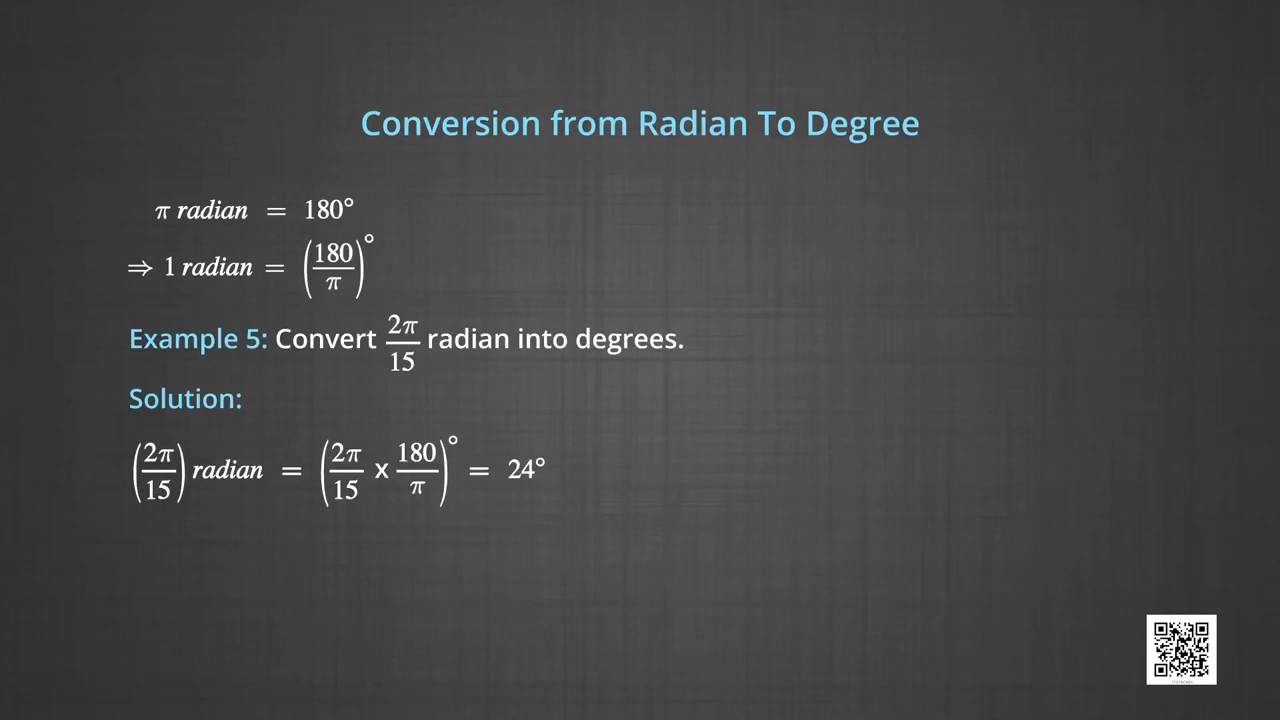 Conversion from Radian To Degree
π radian = 180°
⇒ 1 radian = (180/π)°
Example 5: Convert 2π/15 radian into degrees.
Solution:
(2π/15) radian = (2π/15 x 180/π)° = 24°